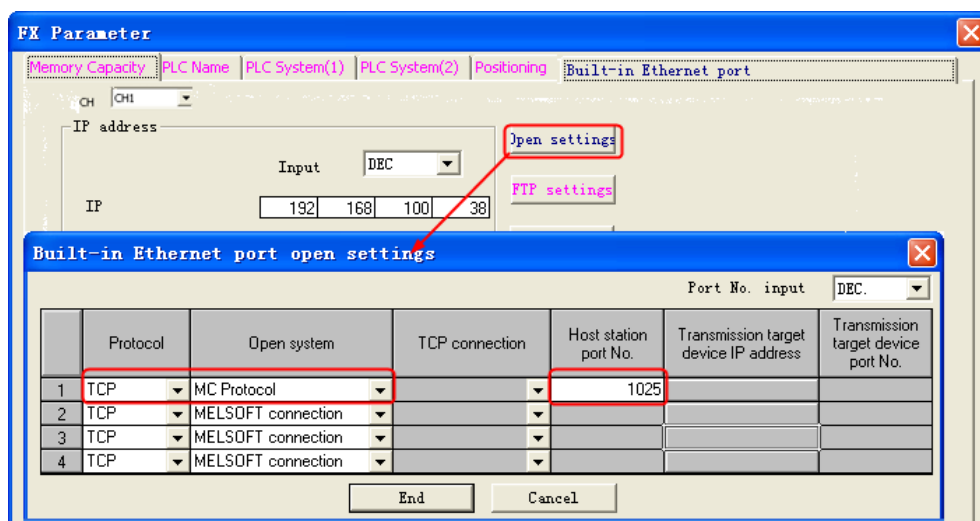 FX Parameter
Memory Capacity PLC Name PLC System(1) PLC System(2) Positioning Built-in Ethernet port
CH CH1
IP address
Open settings
Input DEC
FTP settings
IP 192 168 100 38
Built-in Ethernet port open settings
Port No. input DEC.
Protocol Open system TCP connection Host station port No. Transmission target device IP address Transmission target device port No.
1 TCP MC Protocol 1025
2 TCP MELSOFT connection
3 TCP MELSOFT connection
4 TCP MELSOFT connection
End Cancel